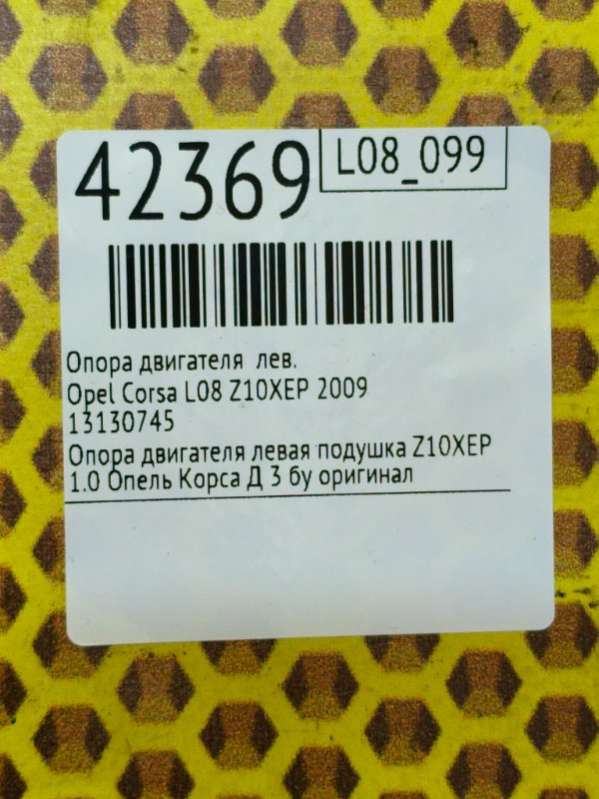 42369
L08_099
Опора двигателя лев.
Opel Corsa L08 Z10XEP 2009
13130745
Опора двигателя левая подушка Z10XEP
1.0 Опель Корса Д 3 бу оригинал